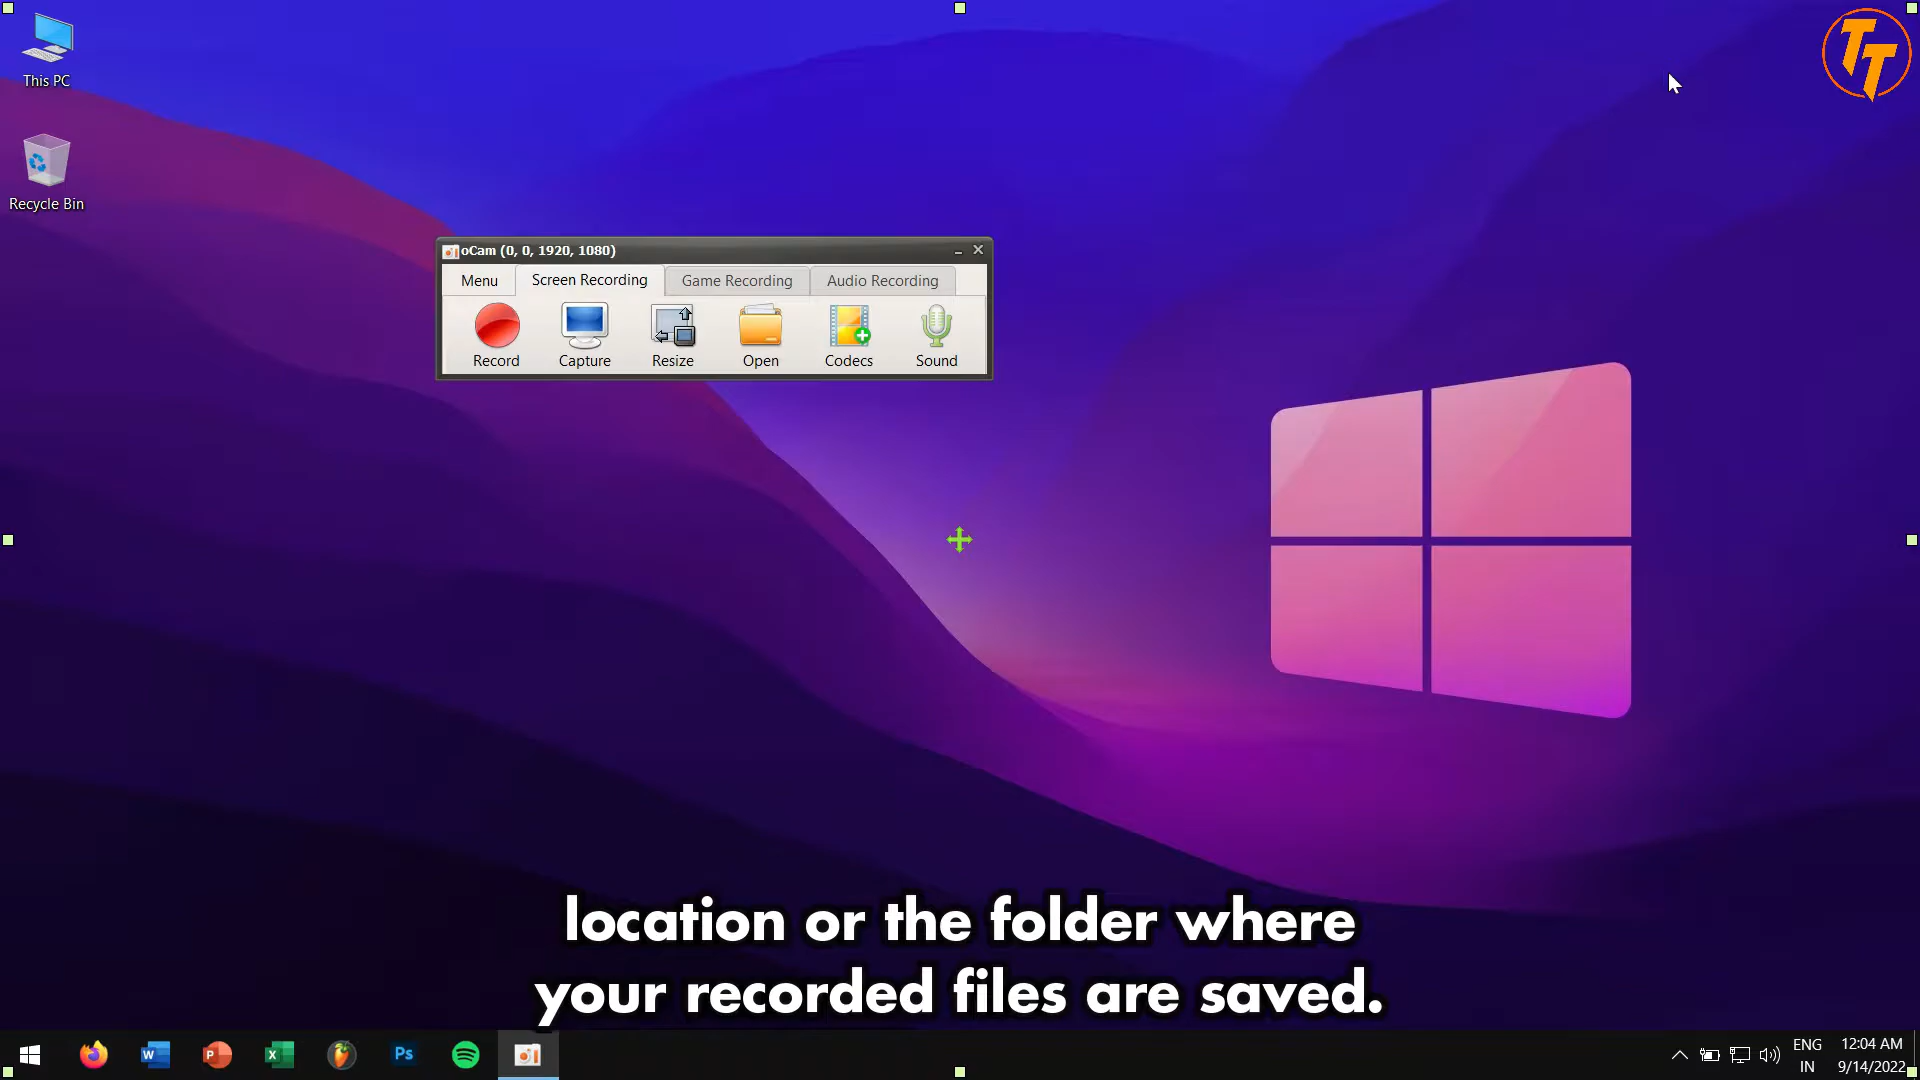 This PC
TT
Recycle Bin
oCam (0, 0, 1920, 1080)
Menu Screen Recording Game Recording Audio Recording
Record Capture Resize Open Codecs Sound
location or the folder where
your recorded files are saved.
W P X Ps
ENG 12:04 AM
IN 9/14/2022